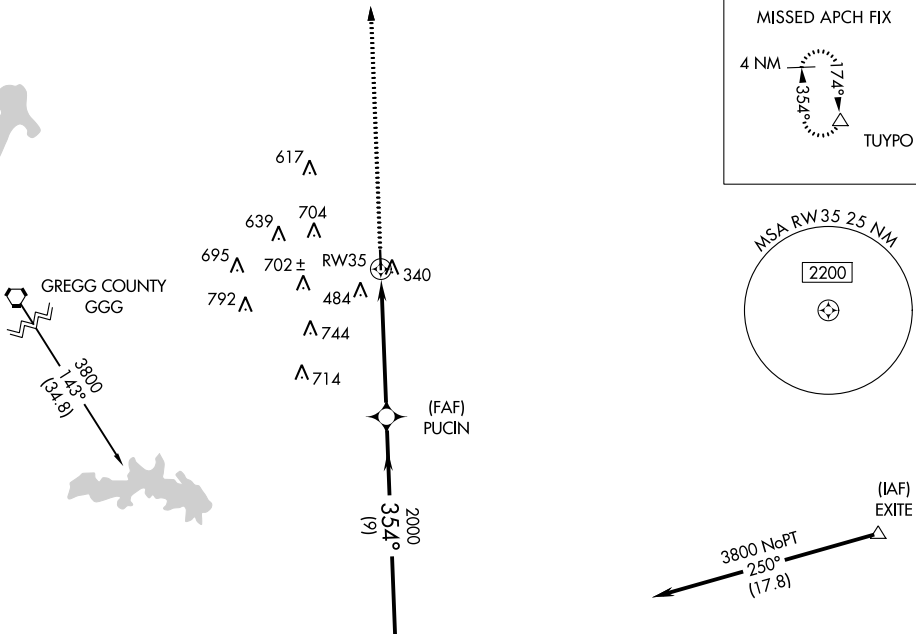 MISSED APCH FIX
4 NM
174°
354°
TUYPO
617
639
704
695
702 ±
RW35
340
792
484
744
714
GREGG COUNTY
GGG
3800
143°
(34.8)
MSA RW35 25 NM
2200
(FAF)
PUCIN
2000
354°
(9)
(IAF)
EXITE
3800 NoPT
250°
(17.8)